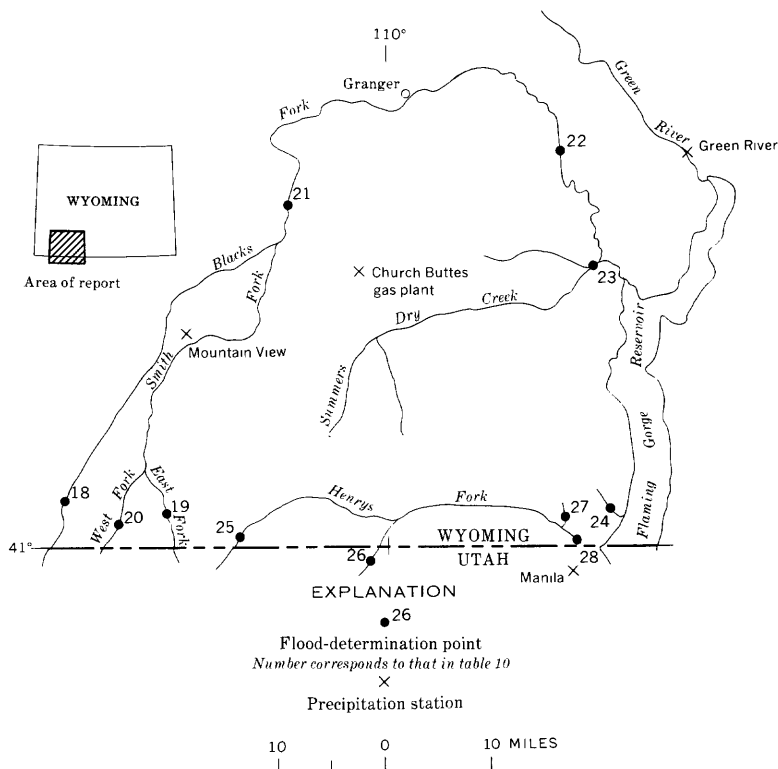 110°
Granger
Fork
Green
River
Green River
22
WYOMING
Area of report
21
Blacks
Fork
Church Buttes
gas plant
23
Dry
Creek
Summers
Reservoir
Mountain View
Smith
Gorge
Flaming
18
West
Fork
East
Fork
20
19
25
Henrys
Fork
27
24
26
WYOMING
UTAH
28
41°
Manila
EXPLANATION
26
Flood-determination point
Number corresponds to that in table 10
Precipitation station
10 0 10 MILES